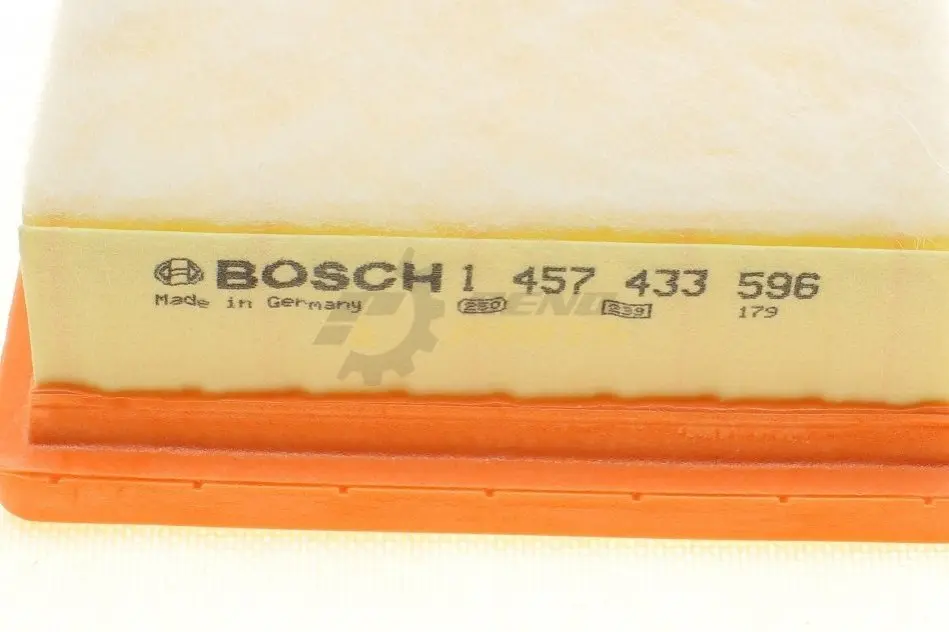 BOSCH 1 457 433 596
Made in Germany 250 239 179